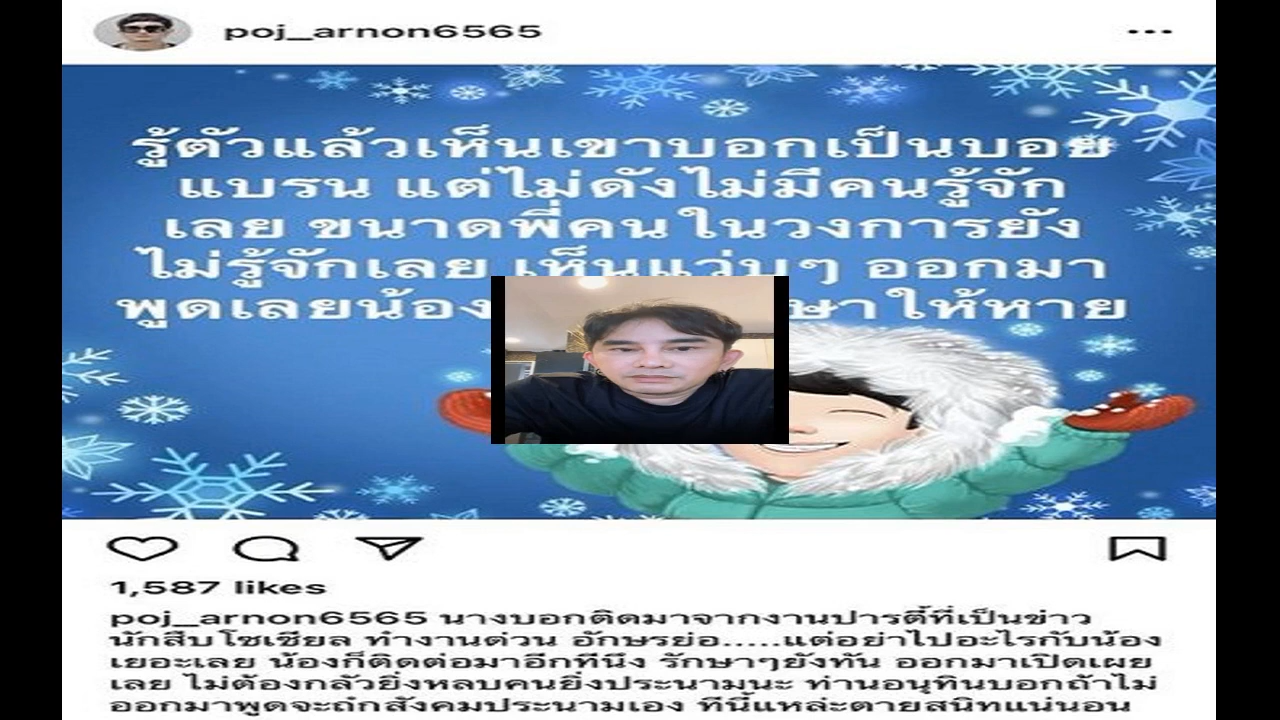 poj_arnon6565
รู้ตัวแล้วเห็นเขาบอกเป็นบอย
แบรน แต่ไม่ดังไม่มีคนรู้จัก
เลย ขนาดพี่คนในวงการยัง
ไม่รู้จักเลย เห็นแว่บๆ ออกมา
พูดเลยน้อง ษาให้หาย
1,587 likes
poj_arnon6565 นางบอกติดมาจากงานปารตี้ที่เป็นข่าว
นักสืบโซเชียล ทำงานด่วน อักษรย่อ.....แต่อย่าไปอะไรกับน้อง
เยอะเลย น้องก็ติดต่อมาอีกทีนึง รักษาๆยังทัน ออกมาเปิดเผย
เลย ไม่ต้องกลัวยิ่งหลบคนยิ่งประนามนะ ท่านอนุทินบอกถ้าไม่
ออกมาพูดจะถูกสังคมประนามเอง ทีนี้แหล่ะตายสนิทแน่นอน